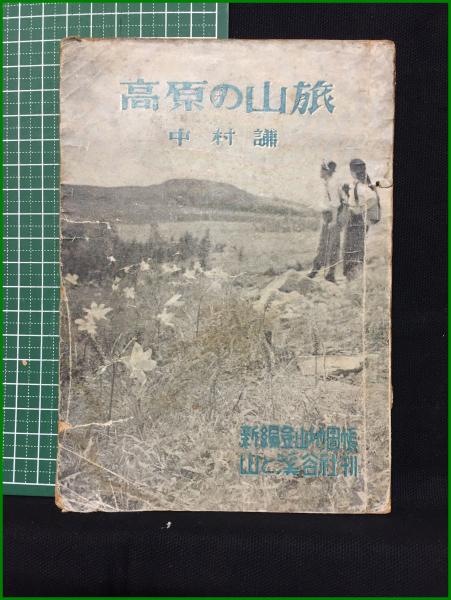 高原の山旅
中村謙
新編登山地図帳
山と溪谷社刊